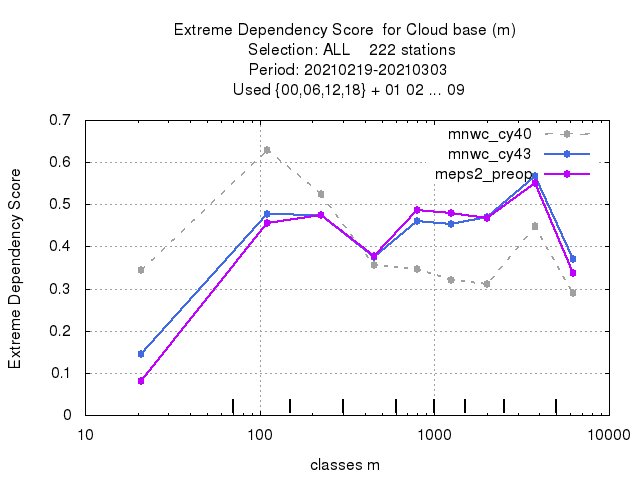 Extreme Dependency Score  for Cloud base (m)
Selection: ALL    222 stations
Period: 20210219-20210303
Used {00,06,12,18} + 01 02 ... 09
0.7
mnwc_cy40
0.6
mnwc_cy43
meps2_preop
0.5
0.4
0.3
0.2
0.1
0
Extreme Dependency Score
10 100 1000 10000
classes m